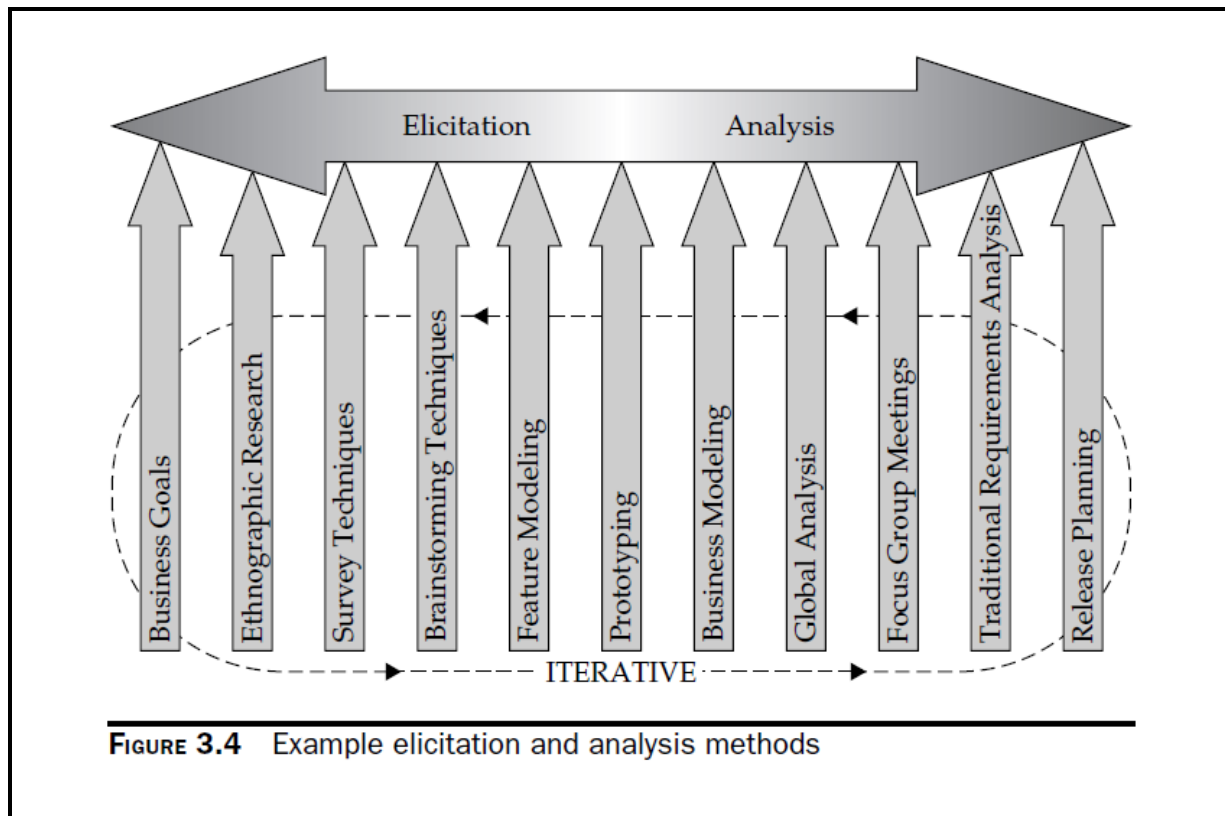 Elicitation
Analysis
Business Goals
Ethnographic Research
Survey Techniques
Brainstorming Techniques
Feature Modeling
Prototyping
Business Modeling
Global Analysis
Focus Group Meetings
Traditional Requirements Analysis
Release Planning
ITERATIVE
FIGURE 3.4 Example elicitation and analysis methods